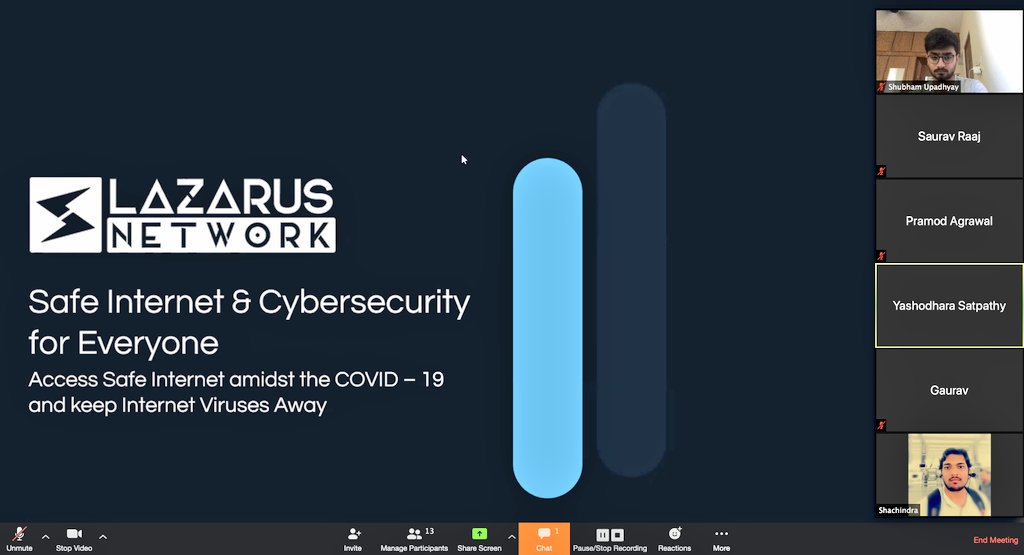 LAZARUS
NETWORK
Safe Internet & Cybersecurity
for Everyone
Access Safe Internet amidst the COVID – 19
and keep Internet Viruses Away
Shubham Upadhyay
Saurav Raaj
Pramod Agrawal
Yashodhara Satpathy
Gaurav
Shachindra
Unmute
Stop Video
Invite
13
Manage Participants
Share Screen
1
Chat
Pause/Stop Recording
Reactions
More
End Meeting